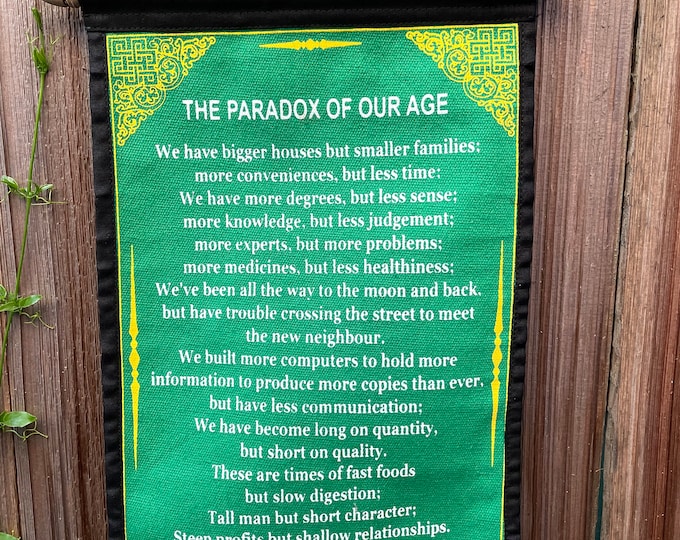 THE PARADOX OF OUR AGE
We have bigger houses but smaller families;
more conveniences, but less time;
We have more degrees, but less sense;
more knowledge, but less judgement;
more experts, but more problems;
more medicines, but less healthiness;
We've been all the way to the moon and back,
but have trouble crossing the street to meet
the new neighbour.
We built more computers to hold more
information to produce more copies than ever,
but have less communication;
We have become long on quantity,
but short on quality.
These are times of fast foods
but slow digestion;
Tall man but short character;
Steep profits but shallow relationships.